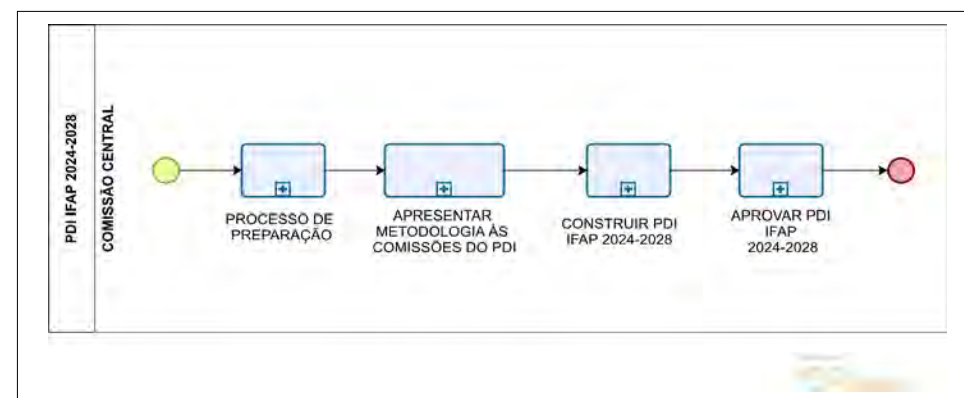 PDI IFAP 2024-2028
COMISSÃO CENTRAL
PROCESSO DE
PREPARAÇÃO
APRESENTAR
METODOLOGIA ÀS
COMISSÕES DO PDI
CONSTRUIR PDI
IFAP 2024-2028
APROVAR PDI
IFAP
2024-2028